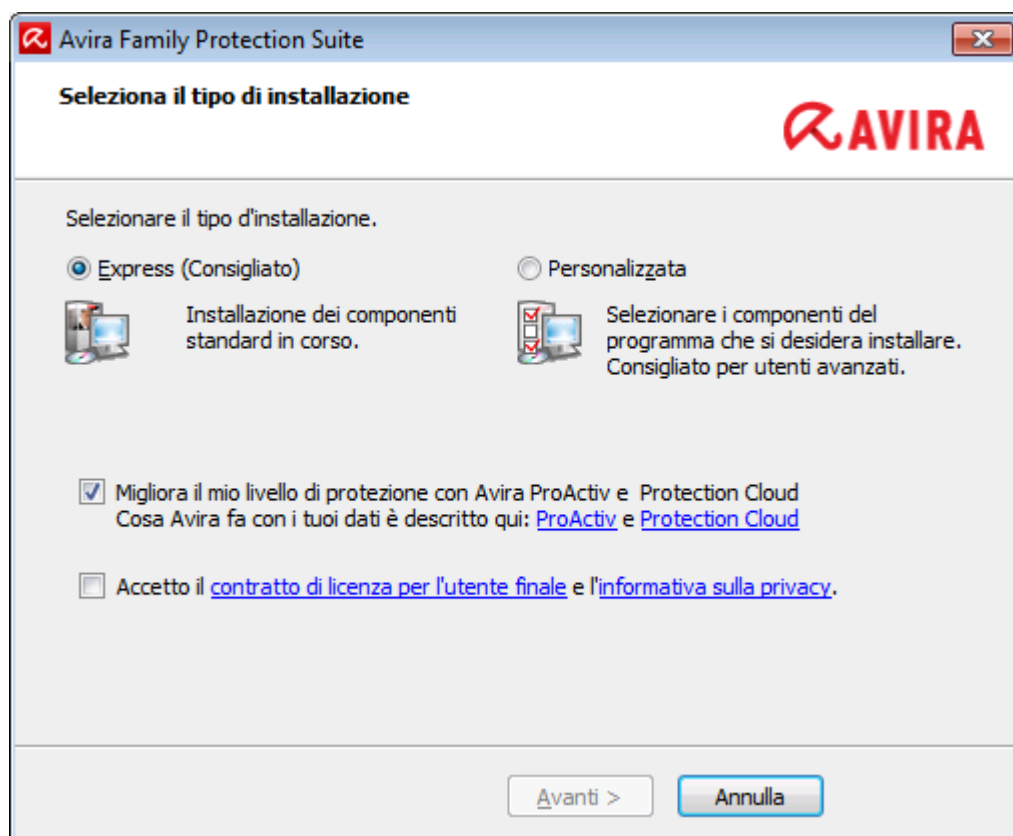 Avira Family Protection Suite
Seleziona il tipo di installazione
AVIRA
Selezionare il tipo d'installazione.
Express (Consigliato)
Installazione dei componenti
standard in corso.
Personalizzata
Selezionare i componenti del
programma che si desidera installare.
Consigliato per utenti avanzati.
Migliora il mio livello di protezione con Avira ProActiv e  Protection Cloud
Cosa Avira fa con i tuoi dati è descritto qui: ProActiv e Protection Cloud
Accetto il contratto di licenza per l'utente finale e l'informativa sulla privacy.
Avanti >
Annulla